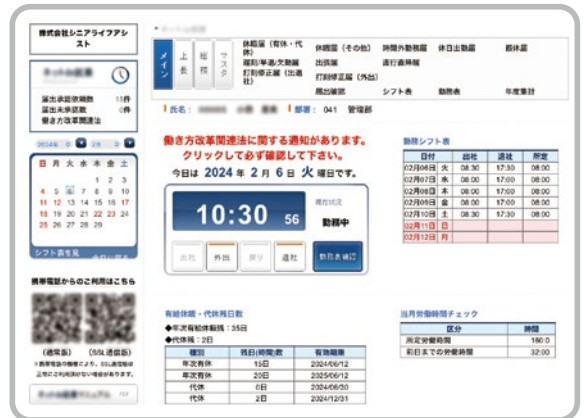 株式会社シニアライフアシスト
届出承認依頼数 15件
届出未承認数 0件
働き方改革関連法
2024年 2月
日 月 火 水 木 金 土
1 2 3
4 5 6 7 8 9 10
11 12 13 14 15 16 17
18 19 20 21 22 23 24
25 26 27 28 29
シフト表を見
携帯電話からのご利用はこちら
(通常版) (SSL通信版)
メイン
上長
総務
マスタ
休暇届（有休・代休）
休暇届（その他）
時間外勤務届
休日出勤届
振休届
遅刻/早退/欠勤届
出張届
直行直帰届
打刻修正届（出退社）
打刻修正届（外出）
届出確認
シフト表
勤務表
年度集計
氏名：
部署： 041 管理部
働き方改革関連法に関する通知があります。
クリックして必ず確認して下さい。
今日は 2024 年 2 月 6 日 火 曜日です。
10:30 56
現在状況
勤務中
出社 外出 戻り 退社 勤務表確認
勤務シフト表
日付 出社 退社 所定
02月06日 火 08:30 17:30 08:00
02月07日 水 08:00 17:00 08:00
02月08日 木 08:00 17:00 08:00
02月09日 金 08:00 17:00 08:00
02月10日 土 08:30 17:30 08:00
02月11日 日
02月12日 月
有給休暇・代休残日数
◆年次有給休暇残：35日
◆代休残：2日
種別 残日(時間)数 有効期限
年次有休 15日 2024/06/12
年次有休 20日 2025/06/12
代休 0日 2024/06/30
代休 2日 2024/12/31
当月労働時間チェック
区分 時間
所定労働時間 160:0
前日までの労働時間 32:00